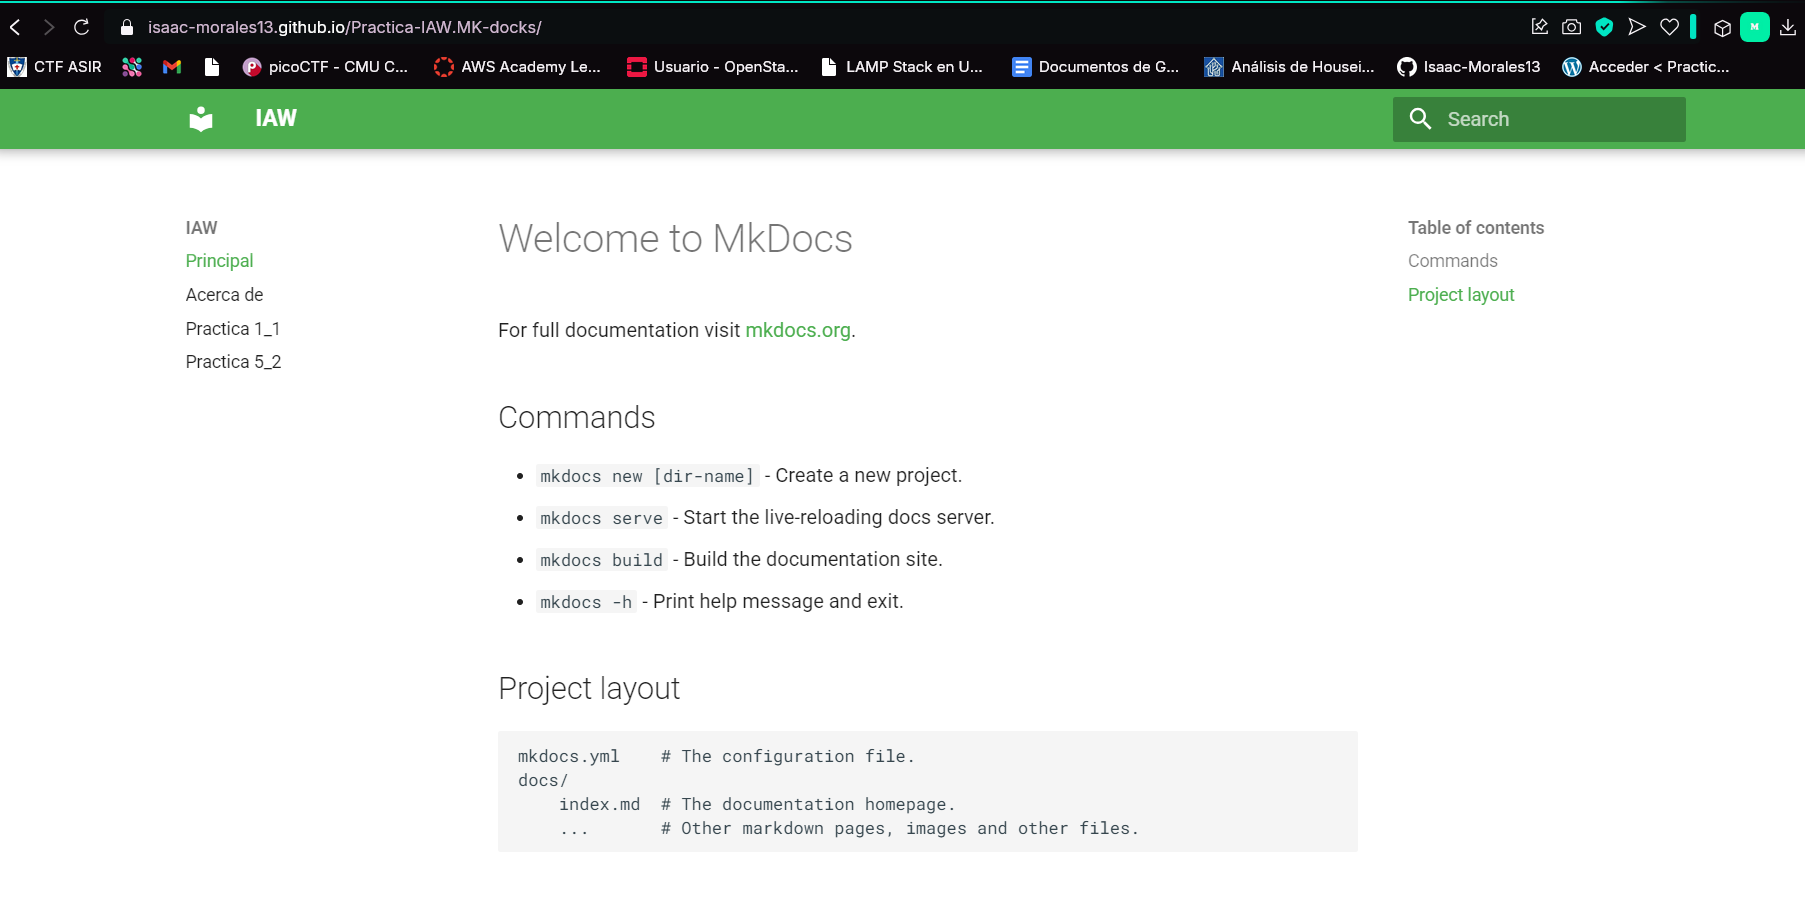 isaac-morales13.github.io/Practica-IAW.MK-docks/
CTF ASIR
picoCTF - CMU C...
AWS Academy Le...
Usuario - OpenSta...
LAMP Stack en U...
Documentos de G...
Análisis de Housei...
Isaac-Morales13
Acceder < Practic...
IAW
Search
IAW
Principal
Acerca de
Practica 1_1
Practica 5_2
Welcome to MkDocs
For full documentation visit mkdocs.org.
Commands
mkdocs new [dir-name] - Create a new project.
mkdocs serve - Start the live-reloading docs server.
mkdocs build - Build the documentation site.
mkdocs -h - Print help message and exit.
Project layout
mkdocs.yml    # The configuration file.
docs/
    index.md  # The documentation homepage.
    ...       # Other markdown pages, images and other files.
Table of contents
Commands
Project layout